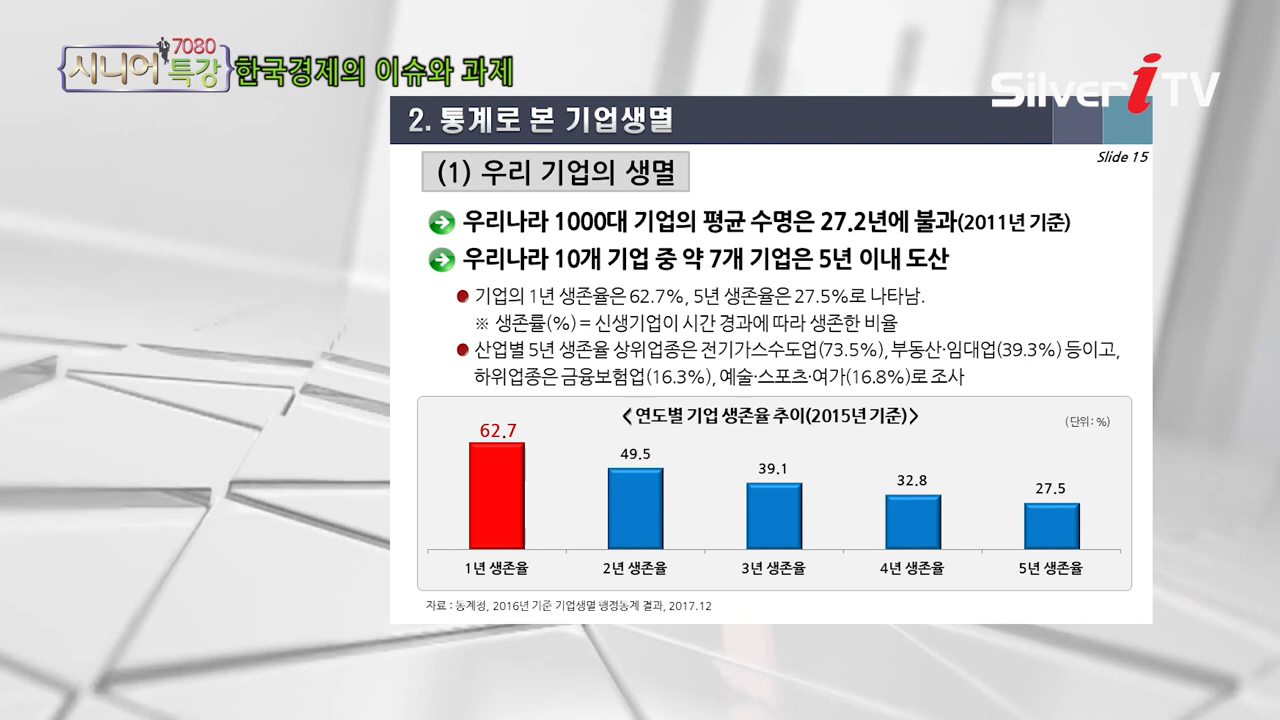 시니어 7080 특강 한국경제의 이슈와 과제
Silver i TV
2. 통계로 본 기업생멸
Slide 15
(1) 우리 기업의 생멸
우리나라 1000대 기업의 평균 수명은 27.2년에 불과(2011년 기준)
우리나라 10개 기업 중 약 7개 기업은 5년 이내 도산
기업의 1년 생존율은 62.7%, 5년 생존율은 27.5%로 나타남.
※ 생존률(%) = 신생기업이 시간 경과에 따라 생존한 비율
산업별 5년 생존율 상위업종은 전기가스수도업(73.5%), 부동산·임대업(39.3%) 등이고,
하위업종은 금융보험업(16.3%), 예술·스포츠·여가(16.8%)로 조사
< 연도별 기업 생존율 추이(2015년 기준) >
(단위: %)
62.7
49.5
39.1
32.8
27.5
1년 생존율
2년 생존율
3년 생존율
4년 생존율
5년 생존율
자료 : 통계청, 2016년 기준 기업생멸 행정통계 결과, 2017.12